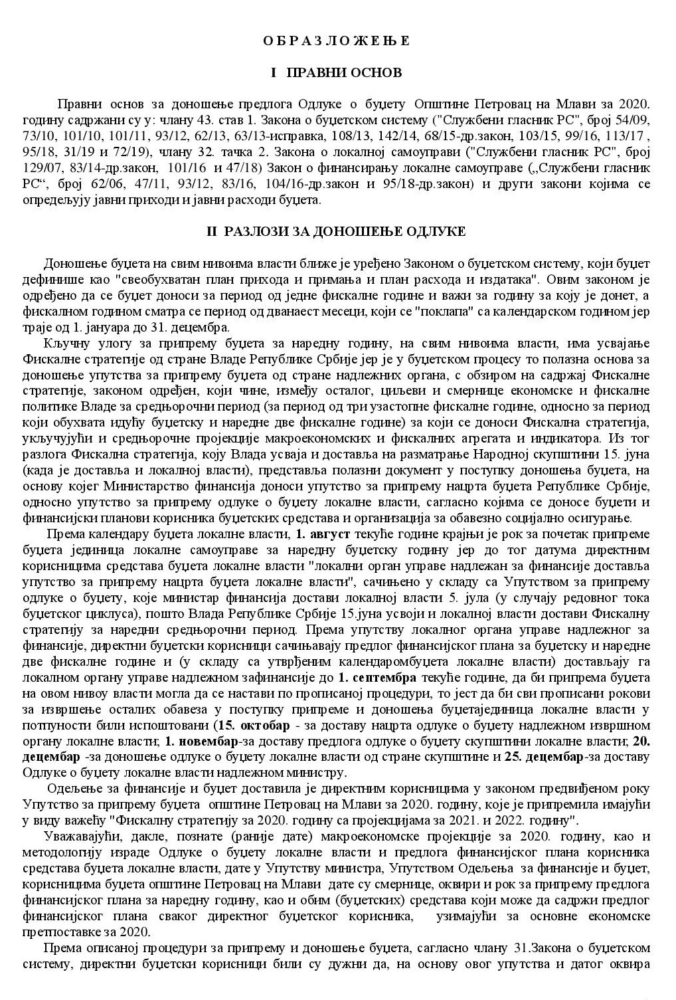 О Б Р А З Л О Ж Е Њ Е
I ПРАВНИ ОСНОВ
Правни основ за доношење предлога Одлуке о буџету Општине Петровац на Млави за 2020.
годину садржани су у: члану 43. став 1. Закона о буџетском систему ("Службени гласник РС", број 54/09,
73/10, 101/10, 101/11, 93/12, 62/13, 63/13-исправка, 108/13, 142/14, 68/15-др.закон, 103/15, 99/16, 113/17 ,
95/18, 31/19 и 72/19), члану 32. тачка 2. Закона о локалној самоуправи ("Службени гласник РС", број
129/07, 83/14-др.закон, 101/16 и 47/18) Закон о финансирању локалне самоуправе („Службени гласник
РС“, број 62/06, 47/11, 93/12, 83/16, 104/16-др.закон и 95/18-др.закон) и други закони којима се
опредељују јавни приходи и јавни расходи буџета.
II РАЗЛОЗИ ЗА ДОНОШЕЊЕ ОДЛУКЕ
Доношење буџета на свим нивоима власти ближе је уређено Законом о буџетском систему, који буџет
дефинише као "свеобухватан план прихода и примања и план расхода и издатака". Овим законом је
одређено да се буџет доноси за период од једне фискалне године и важи за годину за коју је донет, а
фискалном годином сматра се период од дванаест месеци, који се "поклапа" са календарском годином јер
траје од 1. јануара до 31. децембра.
Кључну улогу за припрему буџета за наредну годину, на свим нивоима власти, има усвајање
Фискалне стратегије од стране Владе Републике Србије јер је у буџетском процесу то полазна основа за
доношење упутства за припрему буџета од стране надлежних органа, с обзиром на садржај Фискалне
стратегије, законом одређен, који чине, између осталог, циљеви и смернице економске и фискалне
политике Владе за средњорочни период (за период од три узастопне фискалне године, односно за период
који обухвата идућу буџетску и наредне две фискалне године) за који се доноси Фискална стратегија,
укључујући и средњорочне пројекције макроекономских и фискалних агрегата и индикатора. Из тог
разлога Фискална стратегија, коју Влада усваја и доставља на разматрање Народној скупштини 15. јуна
(када је доставља и локалној власти), представља полазни документ у поступку доношења буџета, на
основу којег Министарство финансија доноси упутство за припрему нацрта буџета Републике Србије,
односно упутство за припрему одлуке о буџету локалне власти, сагласно којима се доносе буџети и
финансијски планови корисника буџетских средстава и организација за обавезно социјално осигурање.
Према календару буџета локалне власти, 1. август текуће године крајњи је рок за почетак припреме
буџета јединица локалне самоуправе за наредну буџетску годину јер до тог датума директним
корисницима средстава буџета локалне власти "локални орган управе надлежан за финансије доставља
упутство за припрему нацрта буџета локалне власти", сачињено у складу са Упутством за припрему
одлуке о буџету, које министар финансија достави локалној власти 5. јула (у случају редовног тока
буџетског циклуса), пошто Влада Републике Србије 15.јуна усвоји и локалној власти достави Фискалну
стратегију за наредни средњорочни период. Према упутству локалног органа управе надлежног за
финансије, директни буџетски корисници сачињавају предлог финансијског плана за буџетску и наредне
две фискалне године и (у складу са утврђеним календаромбуџета локалне власти) достављају га
локалном органу управе надлежном зафинансије до 1. септембра текуће године, да би припрема буџета
на овом нивоу власти могла да се настави по прописаној процедури, то јест да би сви прописани рокови
за извршење осталих обавеза у поступку припреме и доношења буџетајединица локалне власти у
потпуности били испоштовани (15. октобар - за доставу нацрта одлуке о буџету надлежном извршном
органу локалне власти; 1. новембар-за доставу предлога одлуке о буџету скупштини локалне власти; 20.
децембар -за доношење одлуке о буџету локалне власти од стране скупштине и 25. децембар-за доставу
Одлуке о буџету локалне власти надлежном министру.
Одељење за финансије и буџет доставила је директним корисницима у законом предвиђеном року
Упутство за припрему буџета општине Петровац на Млави за 2020. годину, које је припремила имајући
у виду важећу "Фискалну стратегију за 2020. годину са пројекцијама за 2021. и 2022. годину".
Уважавајући, дакле, познате (раније дате) макроекономске пројекције за 2020. годину, као и
методологију израде Одлуке о буџету локалне власти и предлога финансијског плана корисника
средстава буџета локалне власти, дате у Упутству министра, Упутством Одељења за финансије и буџет,
корисницима буџета општине Петровац на Млави дате су смернице, оквири и рок за припрему предлога
финансијског плана за наредну годину, као и обим (буџетских) средстава који може да садржи предлог
финансијског плана сваког директног буџетског корисника, узимајући за основне економске
претпоставке за 2020.
Према описаној процедури за припрему и доношење буџета, сагласно члану 31.Закона о буџетском
систему, директни буџетски корисници били су дужни да, на основу овог упутства и датог оквира